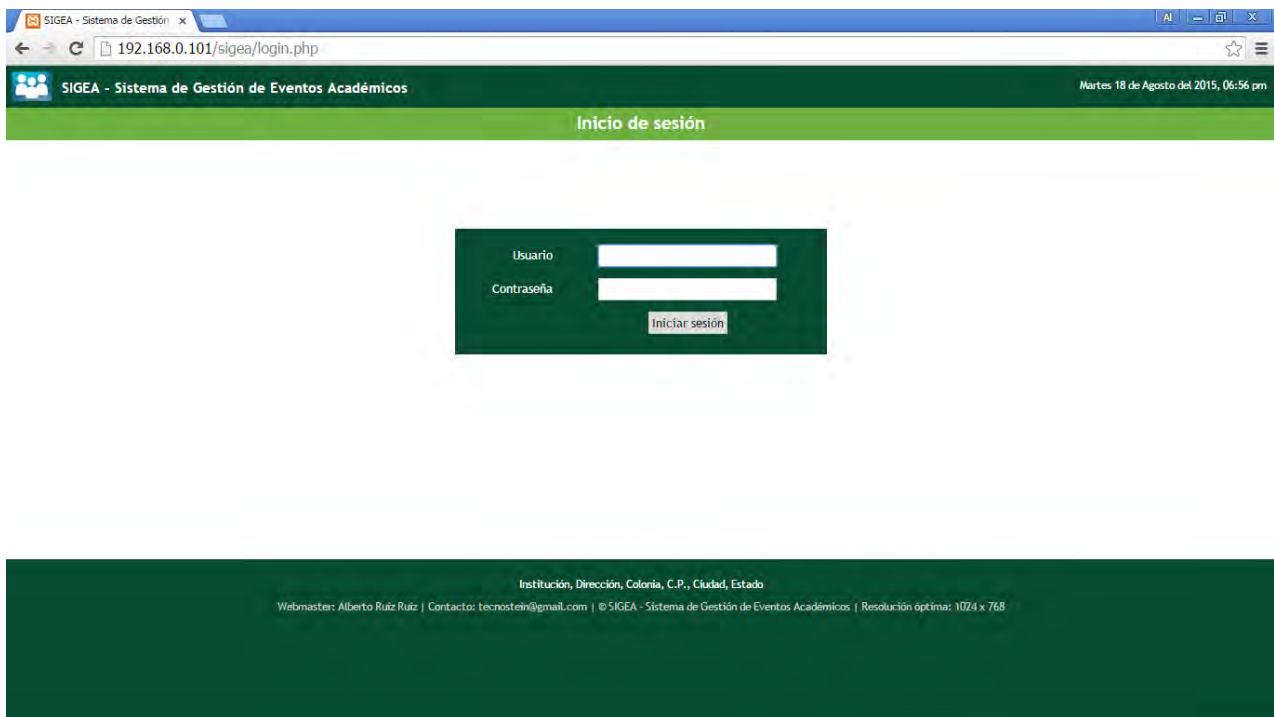 SIGEA - Sistema de Gestión
Al
192.168.0.101/sigea/login.php
SIGEA - Sistema de Gestión de Eventos Académicos
Martes 18 de Agosto del 2015, 06:56 pm
Inicio de sesión
Usuario
Contraseña
Iniciar sesión
Institución, Dirección, Colonia, C.P., Ciudad, Estado
Webmaster: Alberto Ruiz Ruiz | Contacto: tecnostein@gmail.com | © SIGEA - Sistema de Gestión de Eventos Académicos | Resolución óptima: 1024 x 768